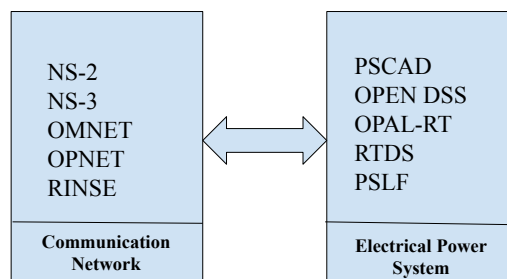 NS-2
NS-3
OMNET
OPNET
RINSE
Communication
Network
PSCAD
OPEN DSS
OPAL-RT
RTDS
PSLF
Electrical Power
System